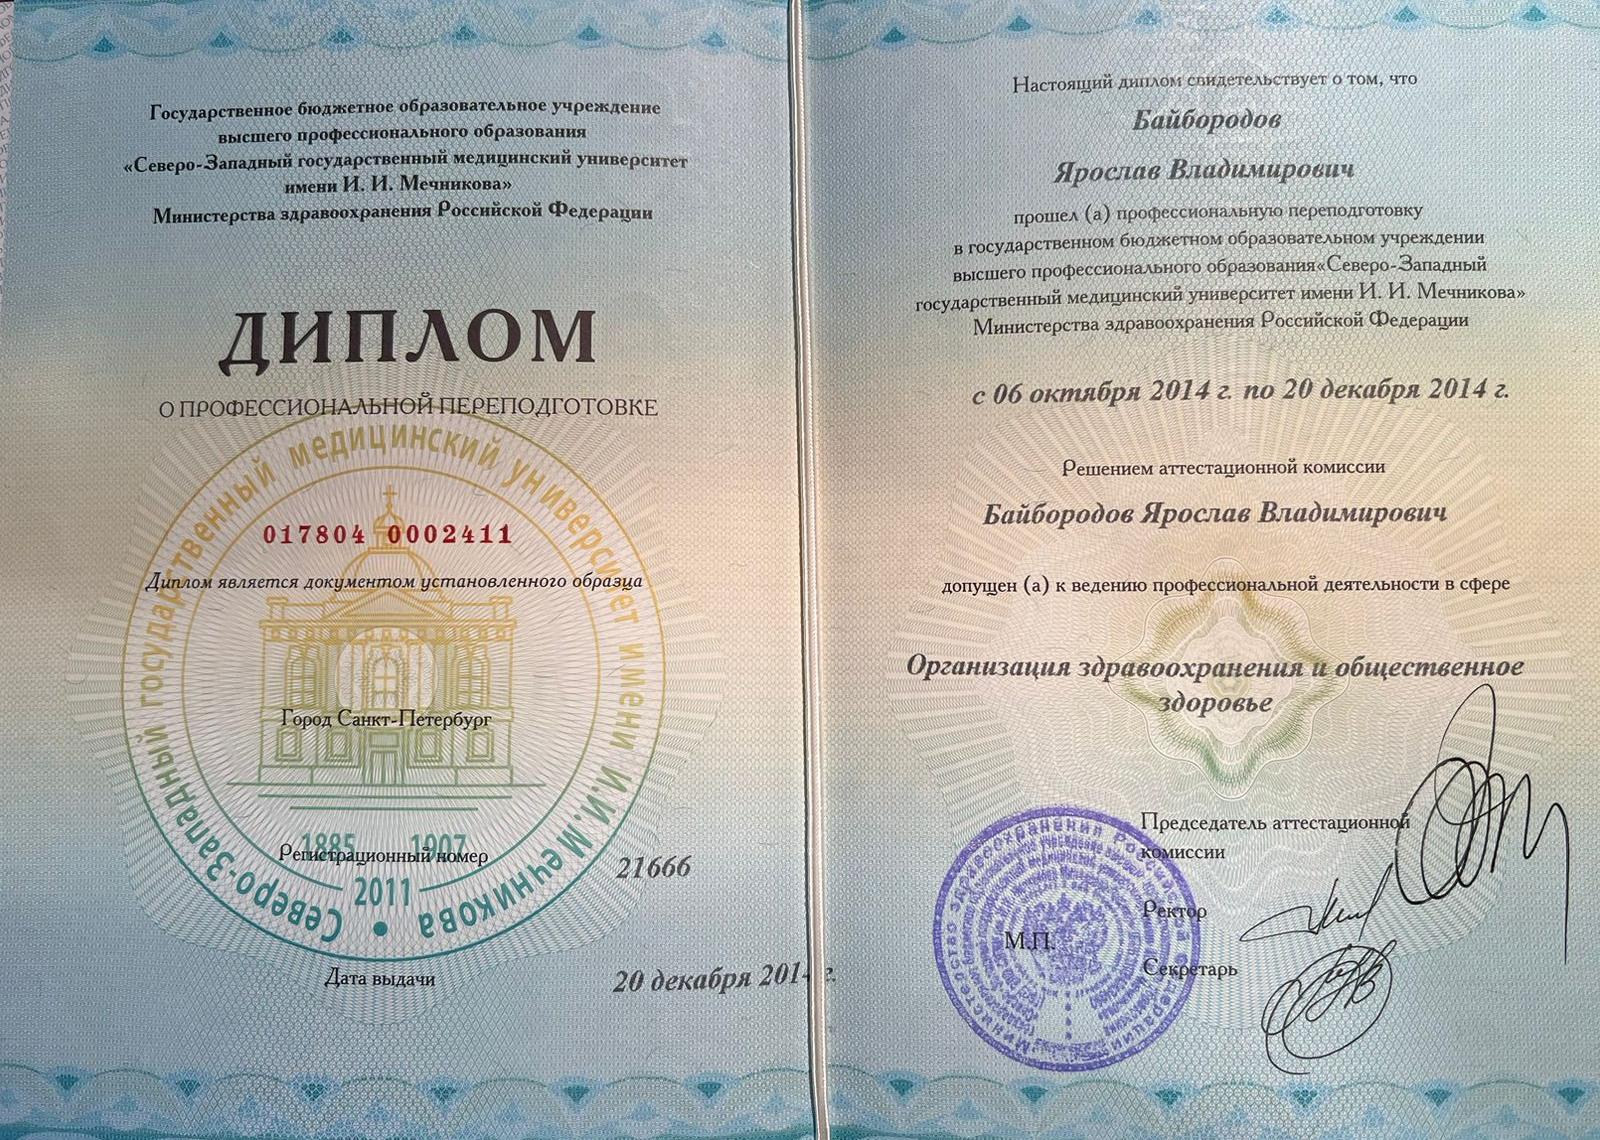 Государственное бюджетное образовательное учреждение
высшего профессионального образования
«Северо-Западный государственный медицинский университет
имени И. И. Мечникова»
Министерства здравоохранения Российской Федерации
ДИПЛОМ
О ПРОФЕССИОНАЛЬНОЙ ПЕРЕПОДГОТОВКЕ
Северо-Западный государственный медицинский университет имени И.И. Мечникова
017804 0002411
Диплом является документом установленного образца
Город Санкт-Петербург
1885 1907
Регистрационный номер 21666
2011
Дата выдачи 20 декабря 2014 г.
Настоящий диплом свидетельствует о том, что
Байбородов
Ярослав Владимирович
прошел (а) профессиональную переподготовку
в государственном бюджетном образовательном учреждении
высшего профессионального образования«Северо-Западный
государственный медицинский университет имени И. И. Мечникова»
Министерства здравоохранения Российской Федерации
с 06 октября 2014 г. по 20 декабря 2014 г.
Решением аттестационной комиссии
Байбородов Ярослав Владимирович
допущен (а) к ведению профессиональной деятельности в сфере
Организация здравоохранения и общественное
здоровье
Председатель аттестационной
комиссии
Ректор
М.П.
Секретарь
Министерство здравоохранения Российской Федерации